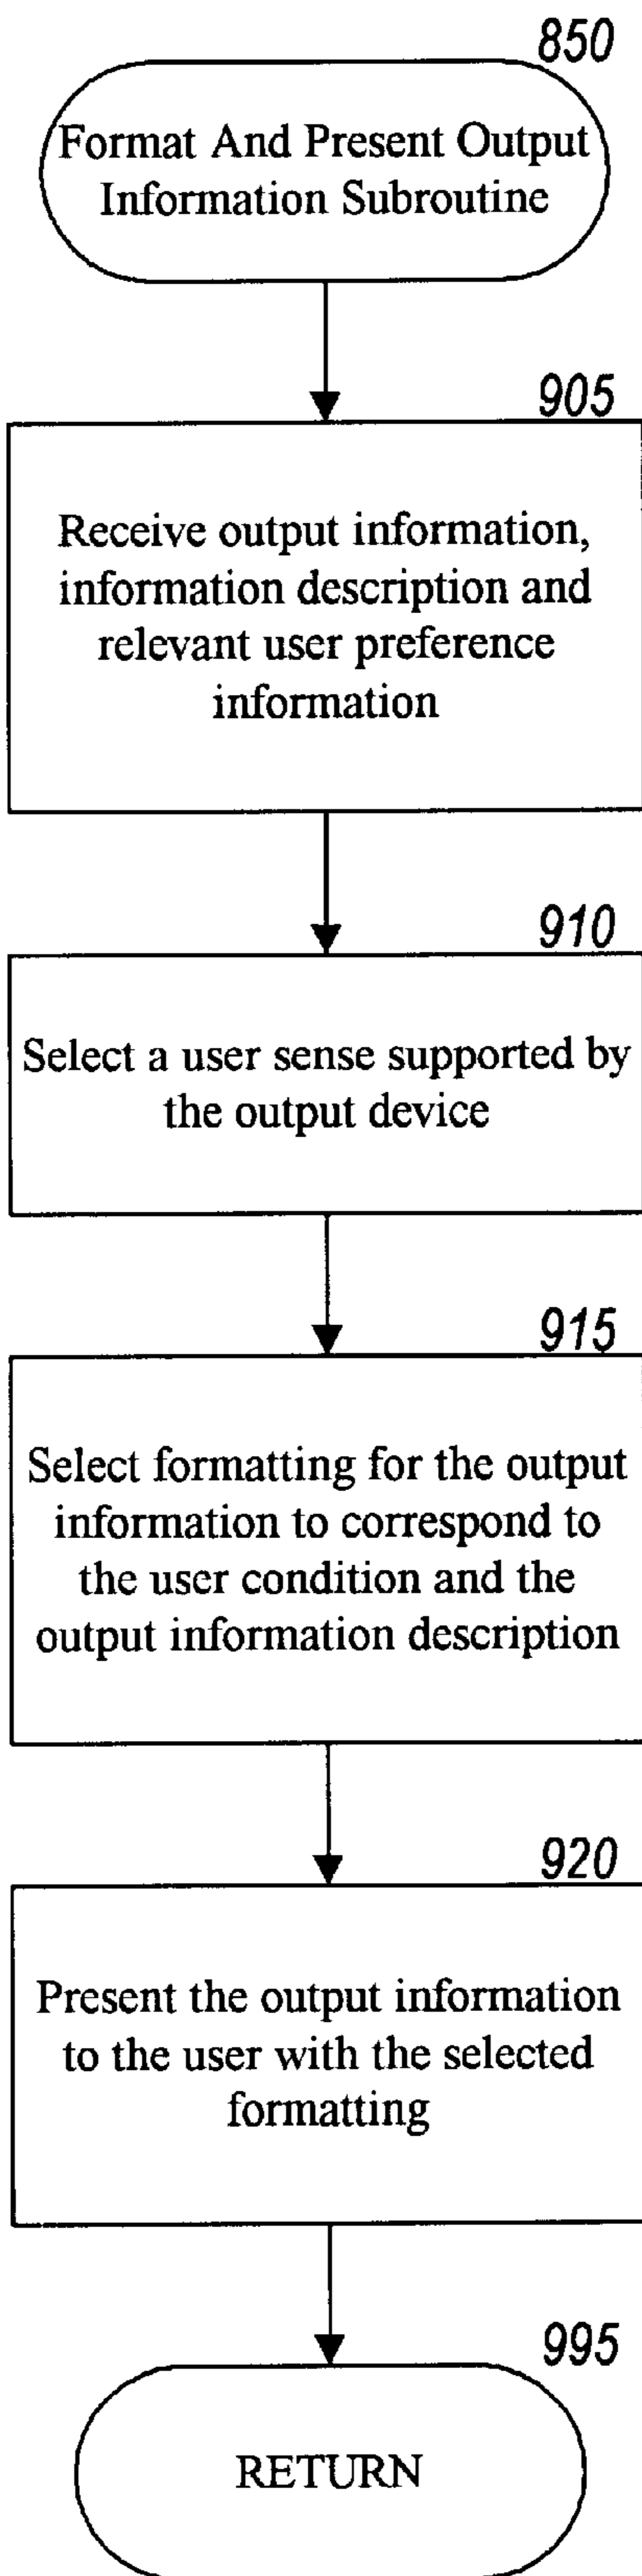 850
Format And Present Output
Information Subroutine
905
Receive output information,
information description and
relevant user preference
information
910
Select a user sense supported by
the output device
915
Select formatting for the output
information to correspond to
the user condition and the
output information description
920
Present the output information
to the user with the selected
formatting
995
RETURN